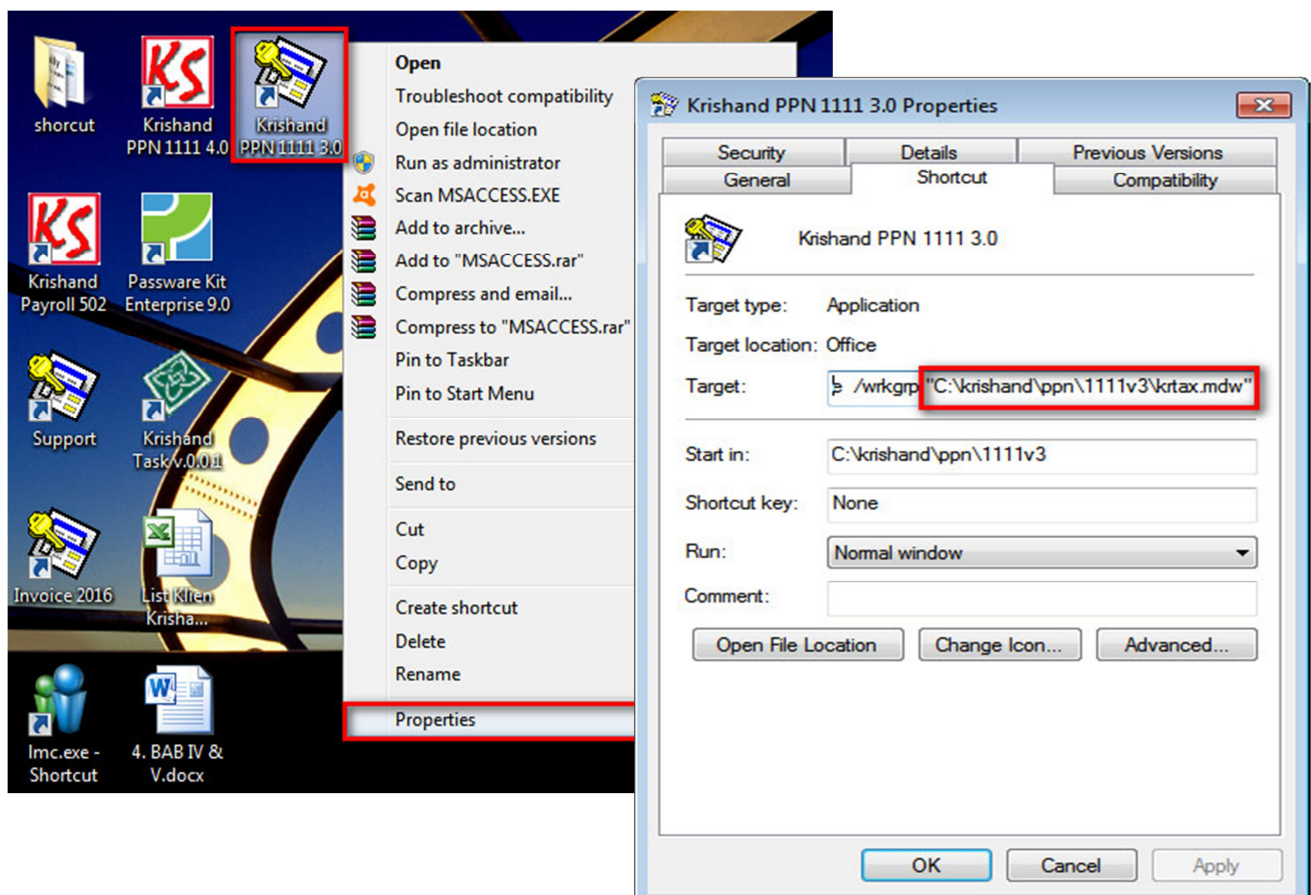 shorcut
Krishand
PPN 1111 4.0
Krishand
PPN 1111 3.0
Krishand
Payroll 502
Passware Kit
Enterprise 9.0
Support
Krishand
Task v.0.0.1
Invoice 2016
List Klien
Krisha...
lmc.exe -
Shortcut
4. BAB IV &
V.docx
Open
Troubleshoot compatibility
Open file location
Run as administrator
Scan MSACCESS.EXE
Add to archive...
Add to "MSACCESS.rar"
Compress and email...
Compress to "MSACCESS.rar"
Pin to Taskbar
Pin to Start Menu
Restore previous versions
Send to
Cut
Copy
Create shortcut
Delete
Rename
Properties
Krishand PPN 1111 3.0 Properties
Security Details Previous Versions
General Shortcut Compatibility
Krishand PPN 1111 3.0
Target type: Application
Target location: Office
Target: /wrkgrp "C:\krishand\ppn\1111v3\krtax.mdw"
Start in: C:\krishand\ppn\1111v3
Shortcut key: None
Run: Normal window
Comment:
Open File Location Change Icon... Advanced...
OK Cancel Apply